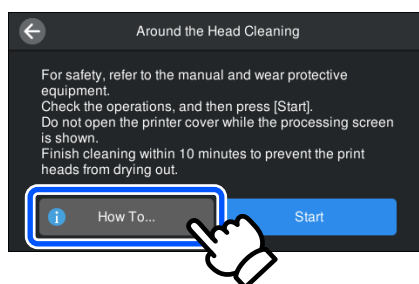 Around the Head Cleaning
For safety, refer to the manual and wear protective
equipment.
Check the operations, and then press [Start].
Do not open the printer cover while the processing screen
is shown.
Finish cleaning within 10 minutes to prevent the print
heads from drying out.
i How To... Start